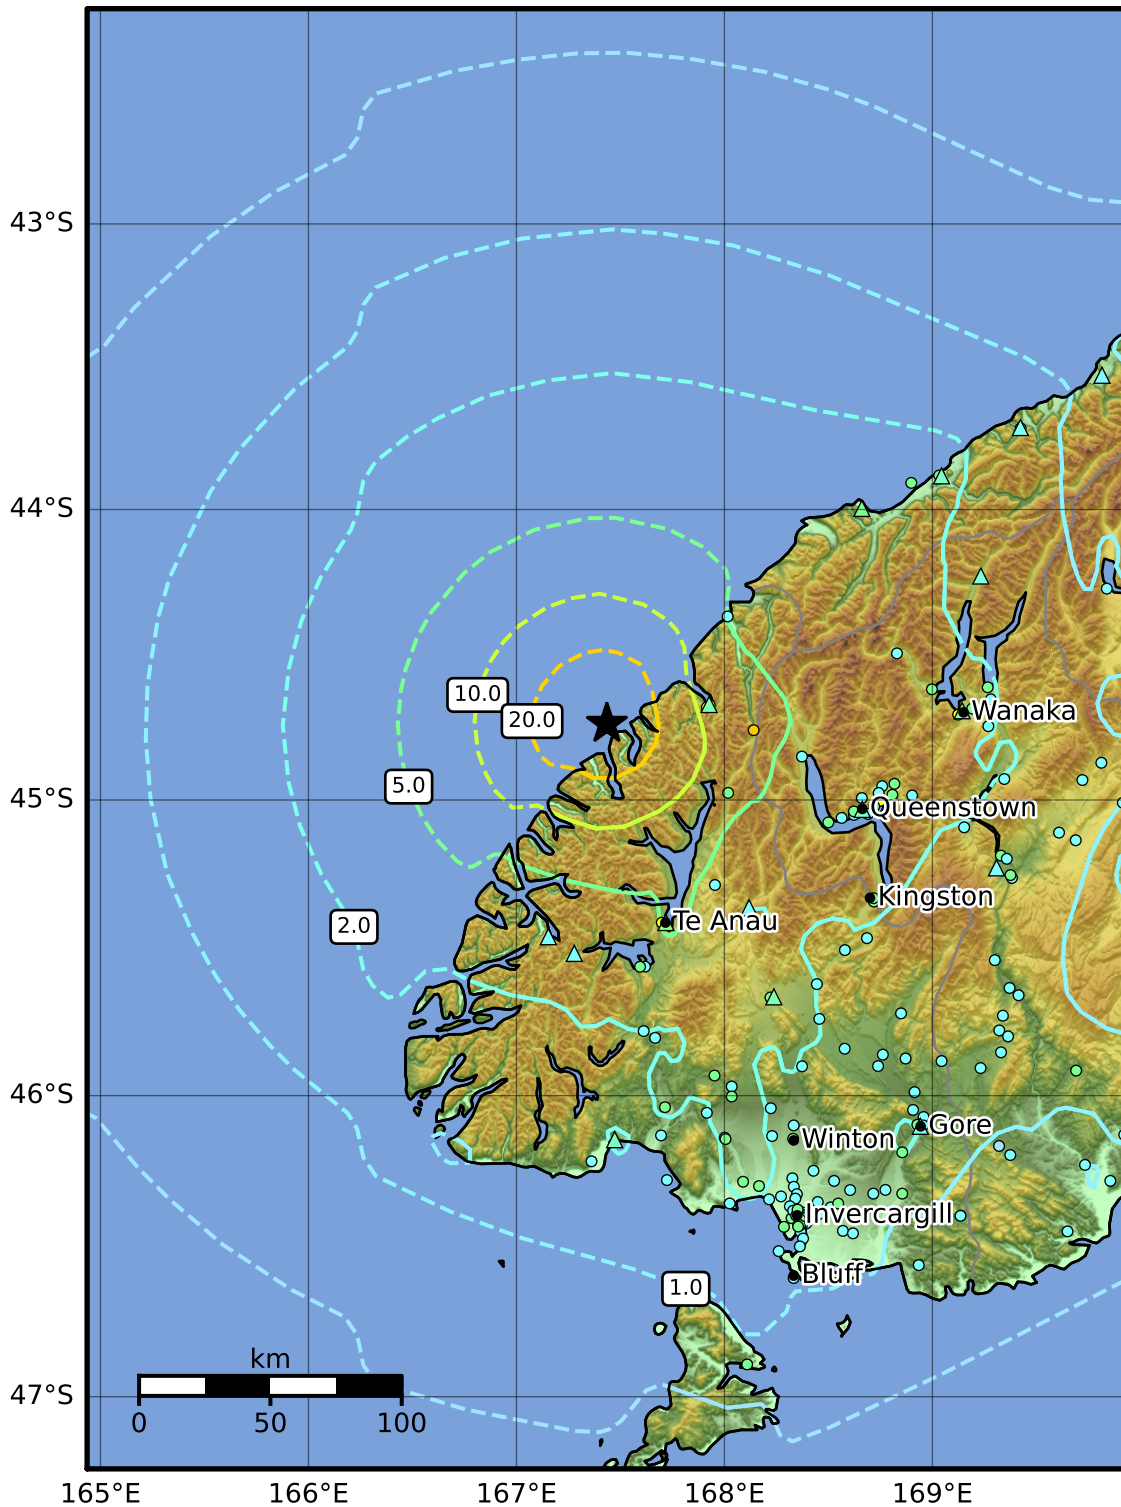 43°S
44°S
10.0
20.0
Wanaka
5.0
45°S
Queenstown
Kingston
2.0
Te Anau
46°S
Gore
Winton
Invercargill
Bluff
1.0
km
47°S
0 50 100
165°E 166°E 167°E 168°E 169°E